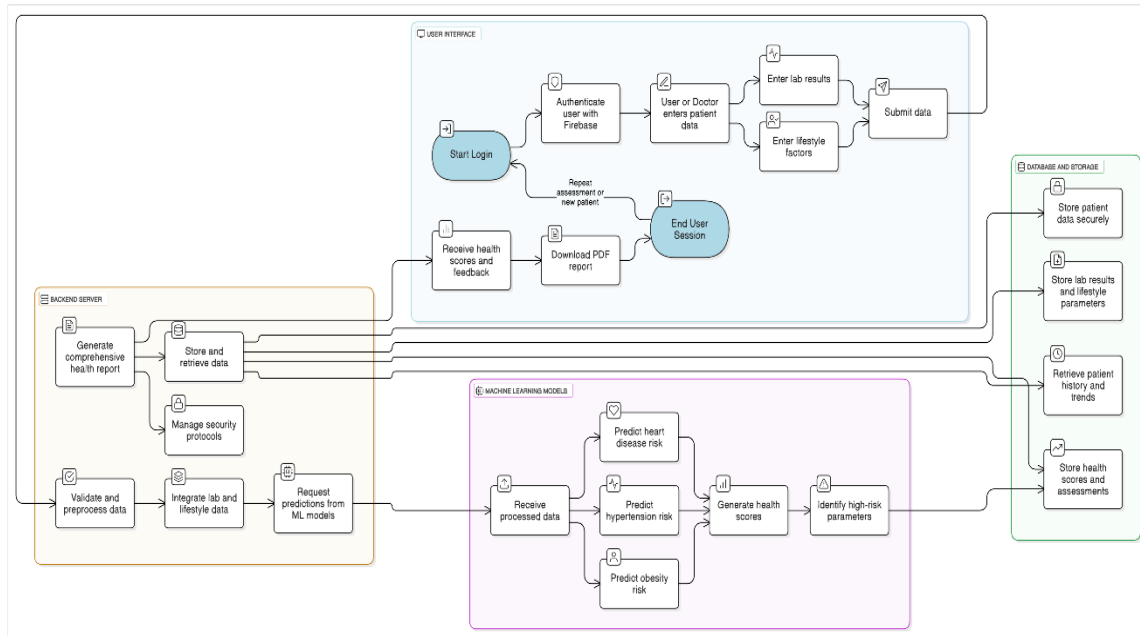 USER INTERFACE
Authenticate
user with
Firebase
User or Doctor
enters patient
data
Enter lab results
Enter lifestyle
factors
Submit data
Start Login
Repeat
assessment or
new patient
End User
Session
Receive health
scores and
feedback
Download PDF
report
DATABASE AND STORAGE
Store patient
data securely
Store lab results
and lifestyle
parameters
Retrieve patient
history and
trends
Store health
scores and
assessments
BACKEND SERVER
Generate
comprehensive
health report
Store and
retrieve data
Manage security
protocols
Validate and
preprocess data
Integrate lab and
lifestyle data
Request
predictions from
ML models
MACHINE LEARNING MODELS
Receive
processed data
Predict heart
disease risk
Predict
hypertension risk
Predict obesity
risk
Generate health
scores
Identify high-risk
parameters